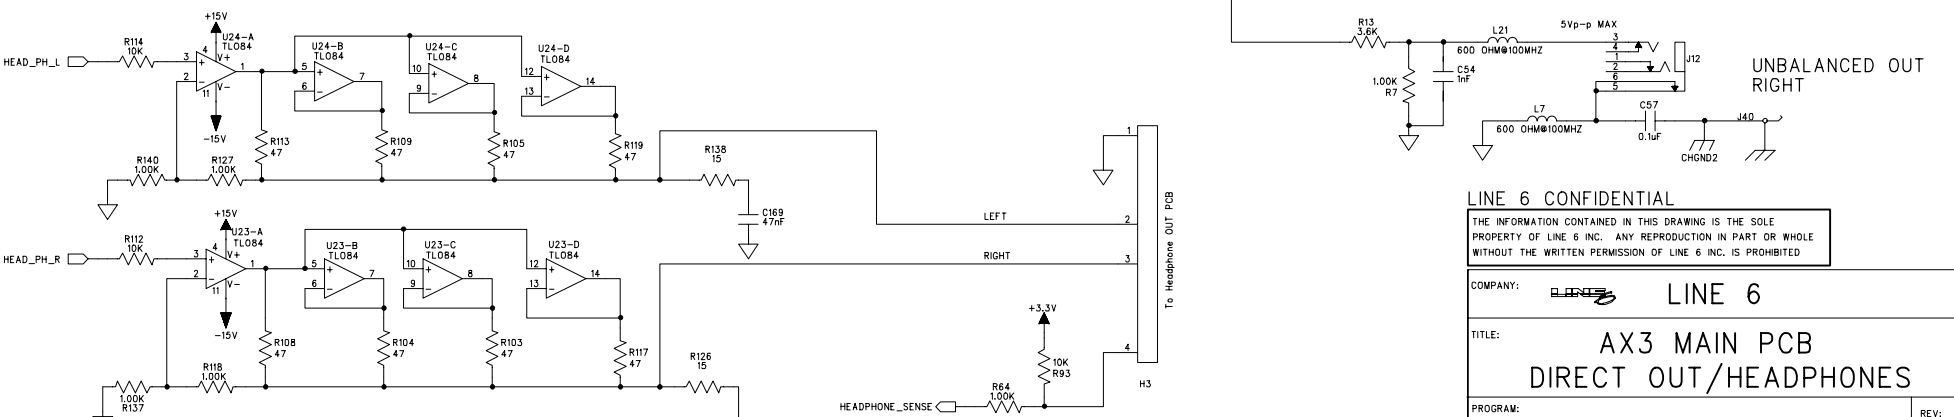 +15V
U24-A
TL084
R114
10K
HEAD_PH_L
3
+
4
V+
2
-
11
V-
1
-15V
U24-B
TL084
5
+
6
-
7
U24-C
TL084
10
+
9
-
8
U24-D
TL084
12
+
13
-
14
R113
47
R109
47
R105
47
R119
47
R140
1.00K
R127
1.00K
R138
15
C169
47nF
+15V
U23-A
TL084
R112
10K
HEAD_PH_R
3
+
4
V+
2
-
11
V-
1
-15V
U23-B
TL084
5
+
6
-
7
U23-C
TL084
10
+
9
-
8
U23-D
TL084
12
+
13
-
14
R108
47
R104
47
R103
47
R117
47
1.00K
R137
R118
1.00K
R126
15
LEFT
RIGHT
1
2
3
4
To Headphone OUT PCB
H3
+3.3V
10K
R93
R64
1.00K
HEADPHONE_SENSE
R13
3.6K
L21
600 OHM@100MHZ
5Vp-p MAX
1.00K
R7
C54
1nF
3
4
1
2
6
5
J12
UNBALANCED OUT
RIGHT
L7
600 OHM@100MHZ
C57
0.1uF
J40
CHGND2
LINE 6 CONFIDENTIAL
THE INFORMATION CONTAINED IN THIS DRAWING IS THE SOLE
PROPERTY OF LINE 6 INC. ANY REPRODUCTION IN PART OR WHOLE
WITHOUT THE WRITTEN PERMISSION OF LINE 6 INC. IS PROHIBITED
COMPANY:
LINE 6
LINE 6
TITLE:
AX3 MAIN PCB
DIRECT OUT/HEADPHONES
PROGRAM:
REV: